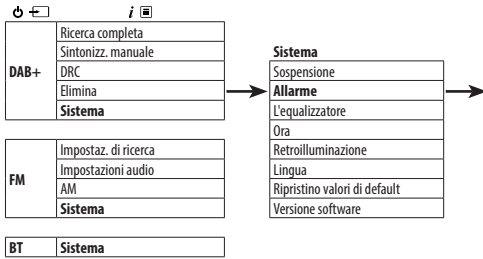 i
DAB+
Ricerca completa
Sintonizz. manuale
DRC
Elimina
Sistema
FM
Impostaz. di ricerca
Impostazioni audio
AM
Sistema
BT
Sistema
Sistema
Sospensione
Allarme
L'equalizzatore
Ora
Retroilluminazione
Lingua
Ripristino valori di default
Versione software